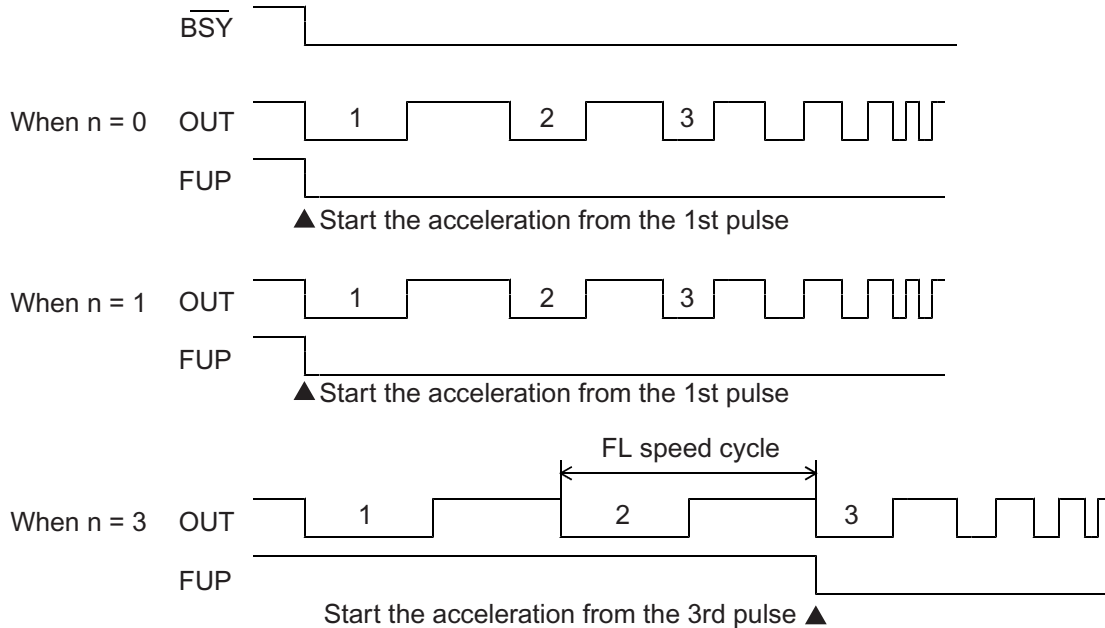 BSY
When n = 0 OUT 1 2 3
FUP
▲ Start the acceleration from the 1st pulse
When n = 1 OUT 1 2 3
FUP
▲ Start the acceleration from the 1st pulse
FL speed cycle
When n = 3 OUT 1 2 3
FUP
Start the acceleration from the 3rd pulse ▲